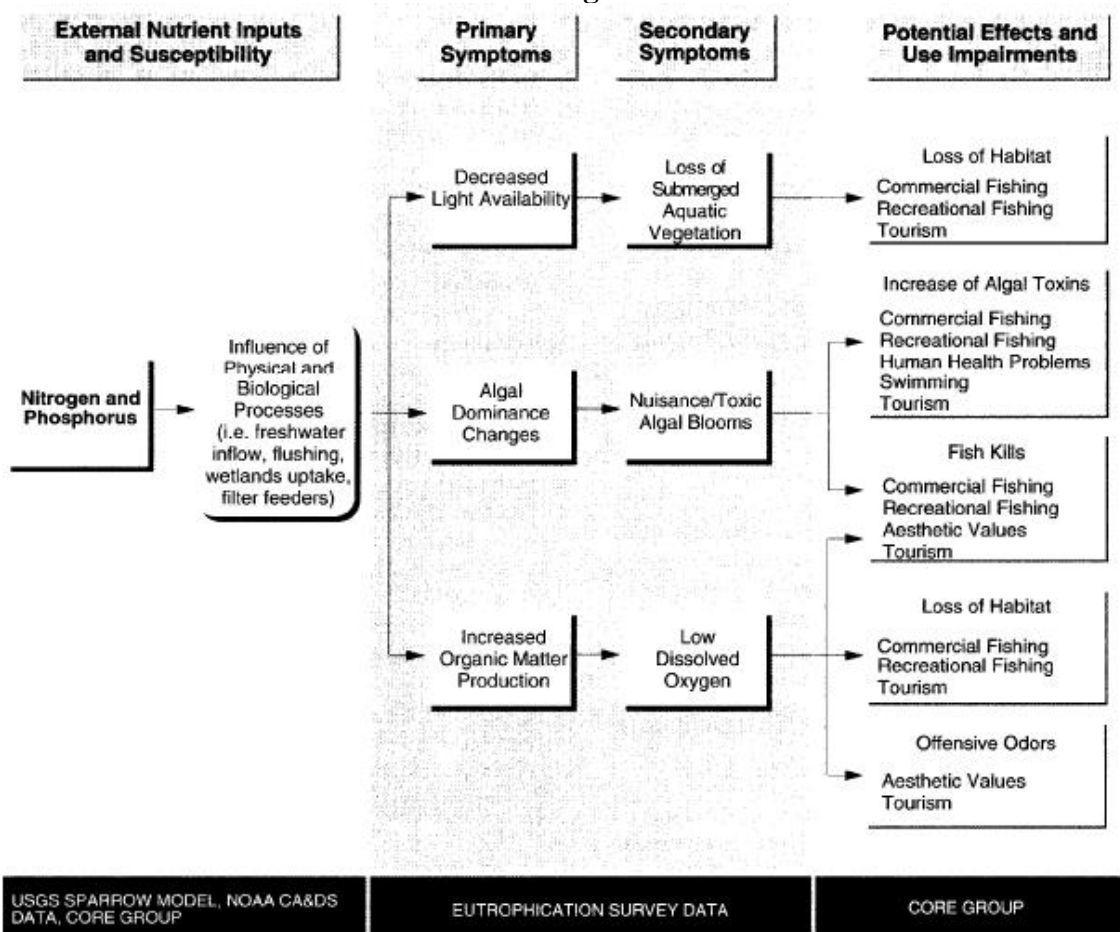 External Nutrient Inputs
and Susceptibility
Primary
Symptoms
Secondary
Symptoms
Potential Effects and
Use Impairments
Nitrogen and
Phosphorus
Influence of
Physical and
Biological
Processes
(i.e. freshwater
inflow, flushing,
wetlands uptake,
filter feeders)
Decreased
Light Availability
Loss of
Submerged
Aquatic
Vegetation
Loss of Habitat
Commercial Fishing
Recreational Fishing
Tourism
Algal
Dominance
Changes
Nuisance/Toxic
Algal Blooms
Increase of Algal Toxins
Commercial Fishing
Recreational Fishing
Human Health Problems
Swimming
Tourism
Fish Kills
Commercial Fishing
Recreational Fishing
Aesthetic Values
Tourism
Increased
Organic Matter
Production
Low
Dissolved
Oxygen
Loss of Habitat
Commercial Fishing
Recreational Fishing
Tourism
Offensive Odors
Aesthetic Values
Tourism
USGS SPARROW MODEL, NOAA CA&DS
DATA, CORE GROUP
EUTROPHICATION SURVEY DATA
CORE GROUP